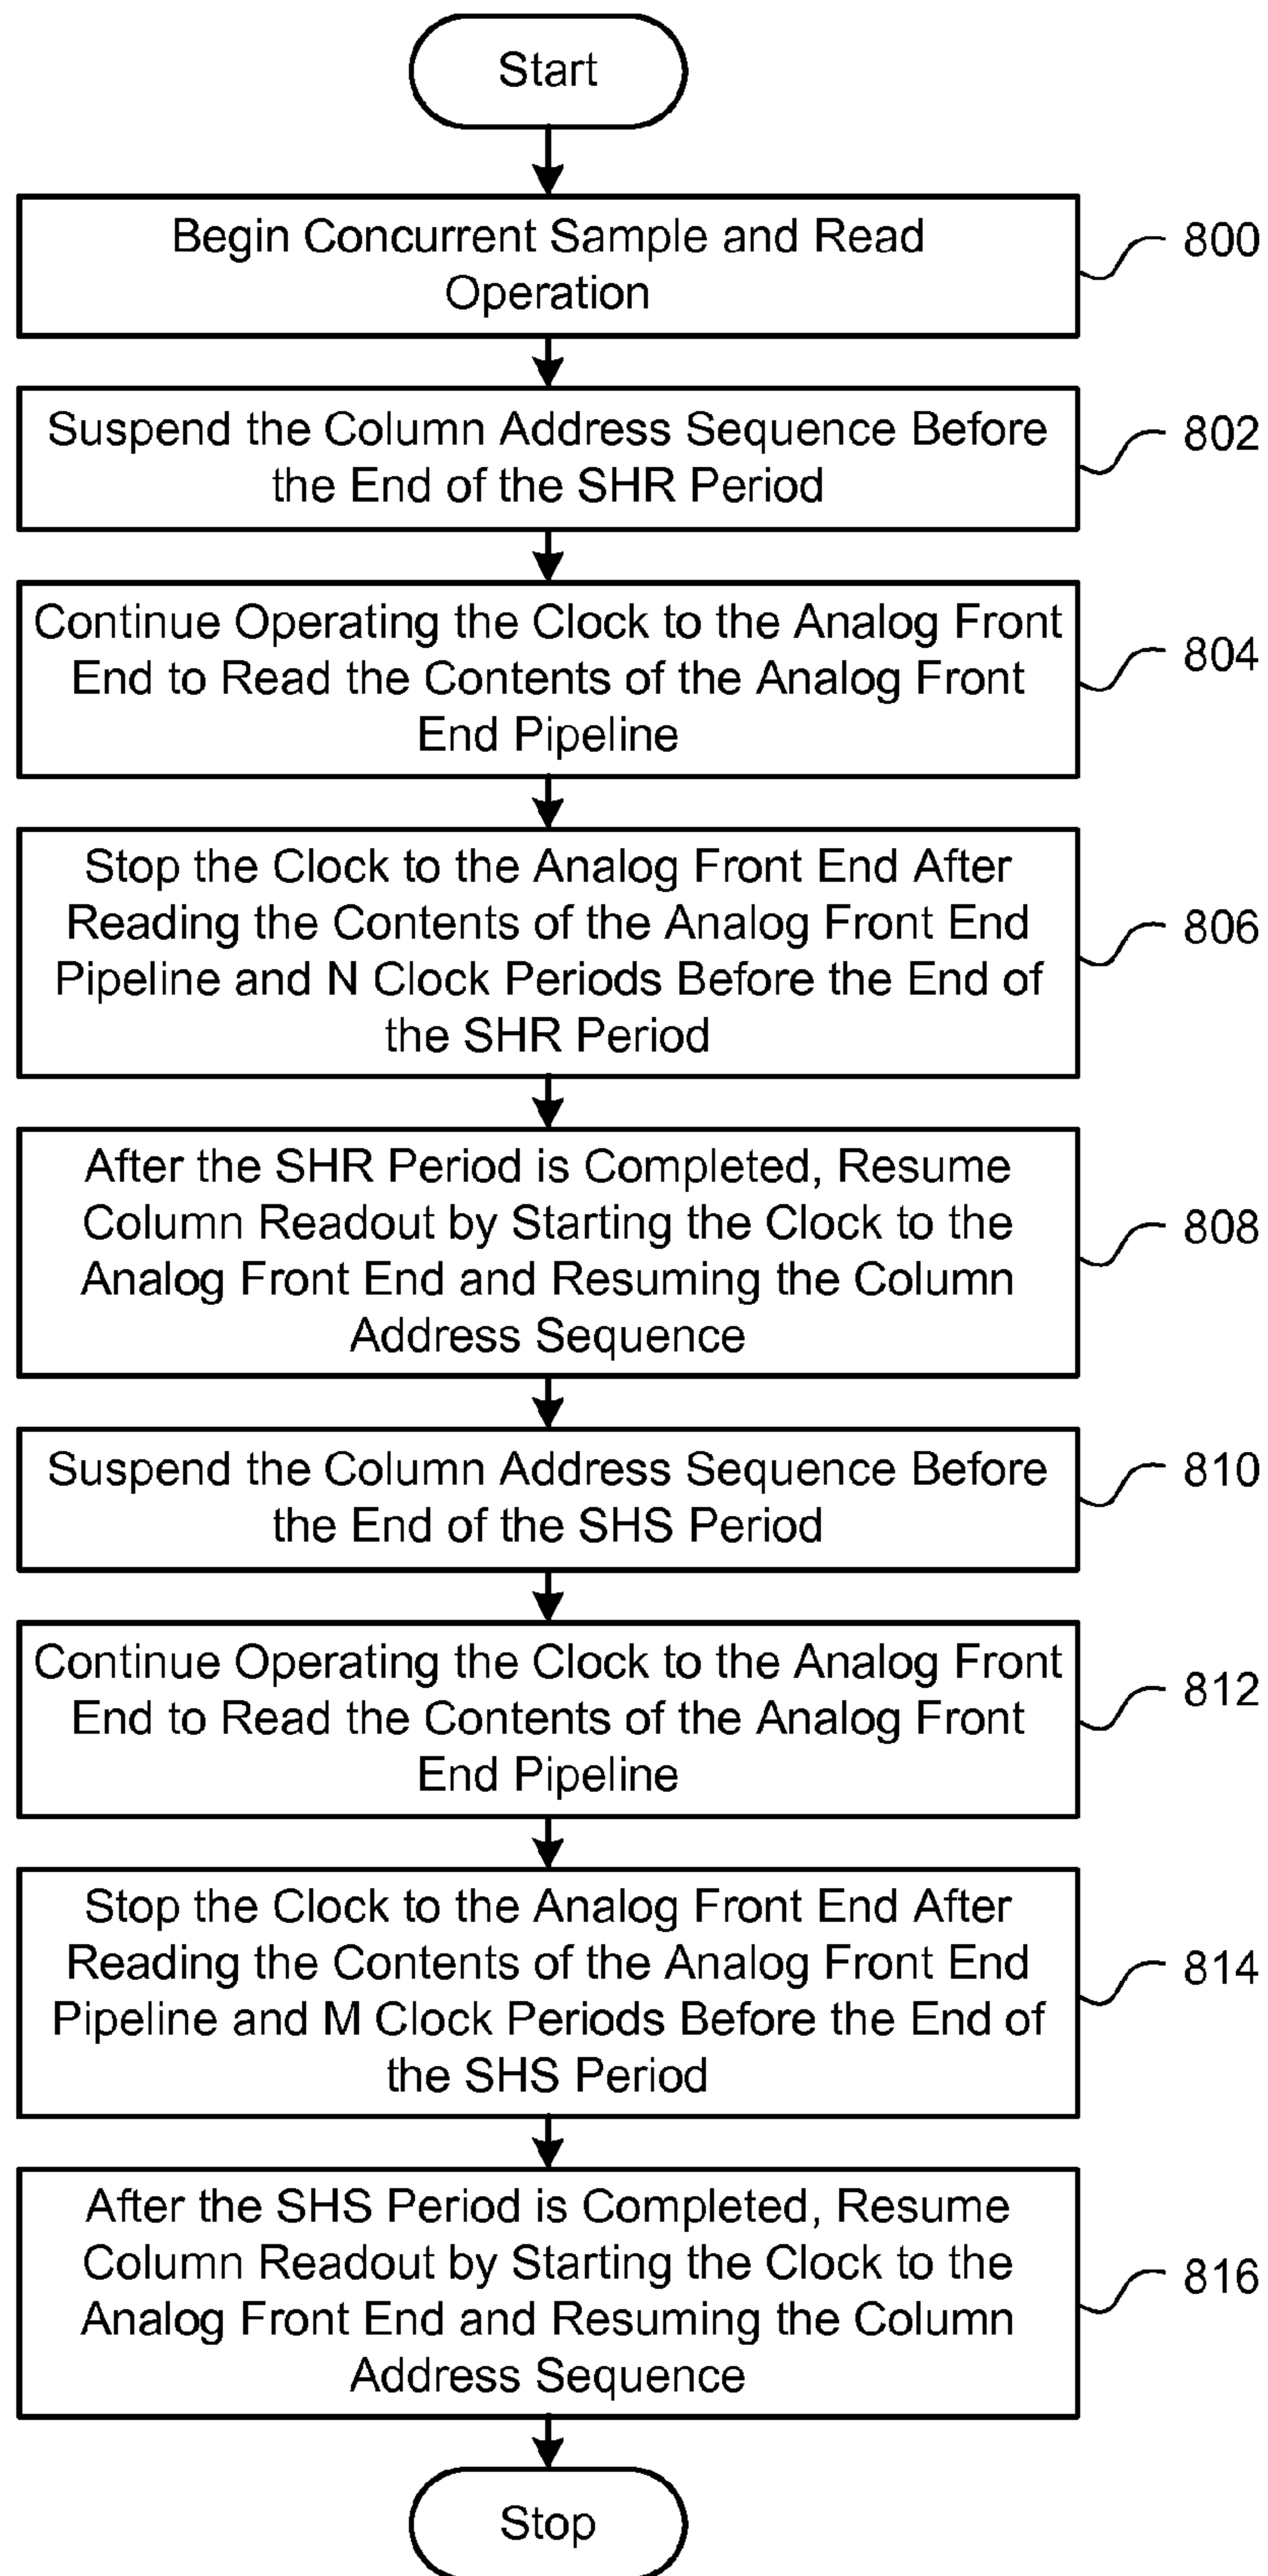 Start
Begin Concurrent Sample and Read
Operation
800
Suspend the Column Address Sequence Before
the End of the SHR Period
802
Continue Operating the Clock to the Analog Front
End to Read the Contents of the Analog Front
End Pipeline
804
Stop the Clock to the Analog Front End After
Reading the Contents of the Analog Front End
Pipeline and N Clock Periods Before the End of
the SHR Period
806
After the SHR Period is Completed, Resume
Column Readout by Starting the Clock to the
Analog Front End and Resuming the Column
Address Sequence
808
Suspend the Column Address Sequence Before
the End of the SHS Period
810
Continue Operating the Clock to the Analog Front
End to Read the Contents of the Analog Front
End Pipeline
812
Stop the Clock to the Analog Front End After
Reading the Contents of the Analog Front End
Pipeline and M Clock Periods Before the End of
the SHS Period
814
After the SHS Period is Completed, Resume
Column Readout by Starting the Clock to the
Analog Front End and Resuming the Column
Address Sequence
816
Stop